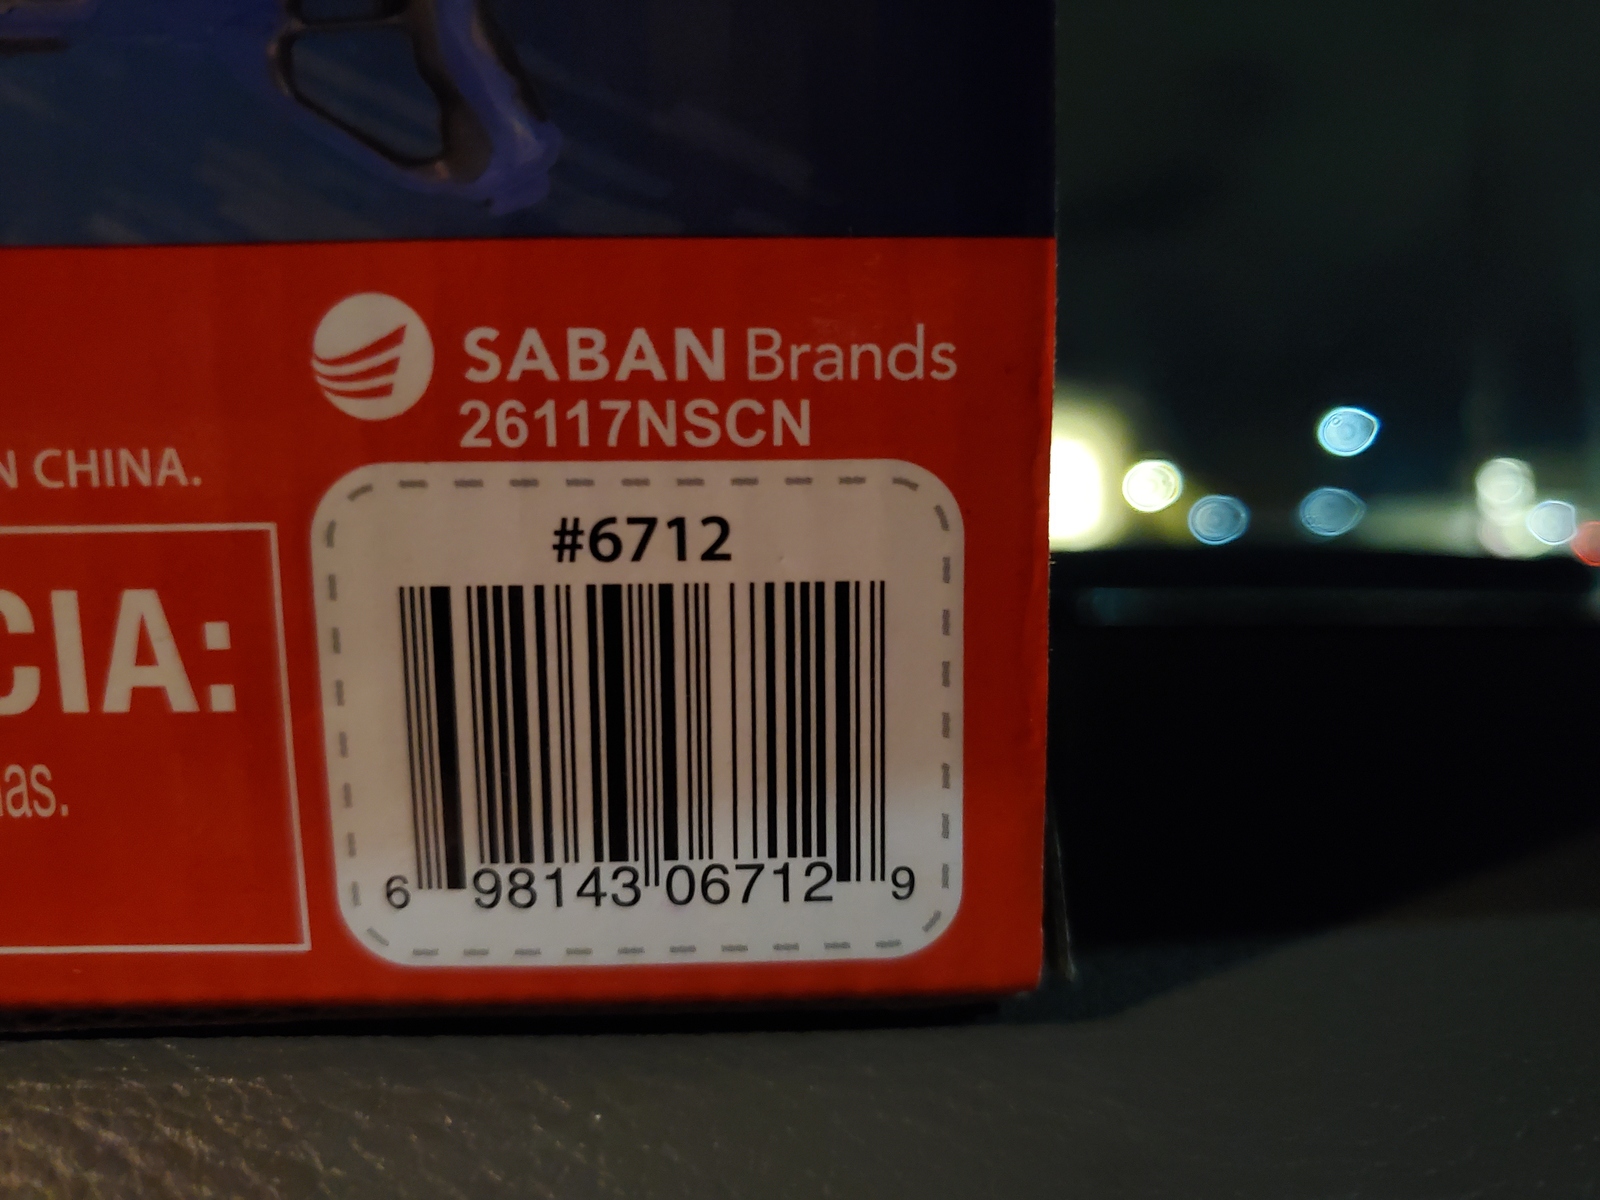 SABAN Brands
26117NSCN
N CHINA.
#6712
CIA:
as.
6 98143 06712 9